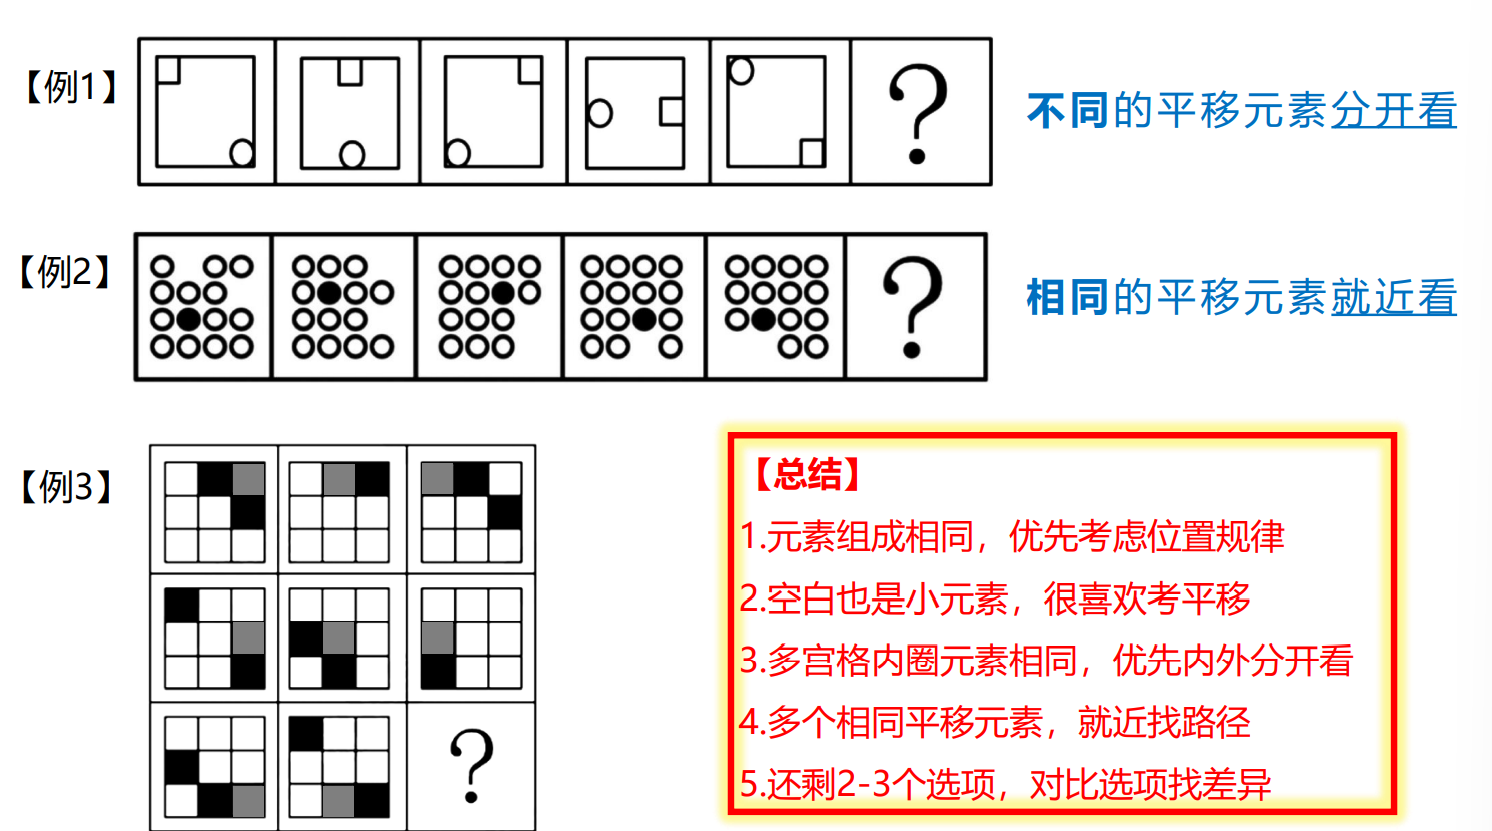 【例1】
?
不同的平移元素分开看
【例2】
?
相同的平移元素就近看
【例3】
?
【总结】
1.元素组成相同，优先考虑位置规律
2.空白也是小元素，很喜欢考平移
3.多宫格内圈元素相同，优先内外分开看
4.多个相同平移元素，就近找路径
5.还剩2-3个选项，对比选项找差异